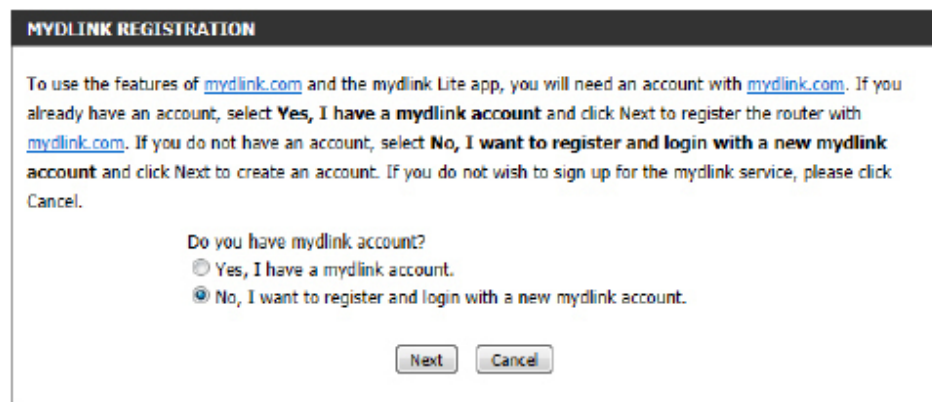 MYDLINK REGISTRATION
To use the features of mydlink.com and the mydlink Lite app, you will need an account with mydlink.com. If you
already have an account, select Yes, I have a mydlink account and click Next to register the router with
mydlink.com. If you do not have an account, select No, I want to register and login with a new mydlink
account and click Next to create an account. If you do not wish to sign up for the mydlink service, please click
Cancel.
Do you have mydlink account?
Yes, I have a mydlink account.
No, I want to register and login with a new mydlink account.
Next Cancel